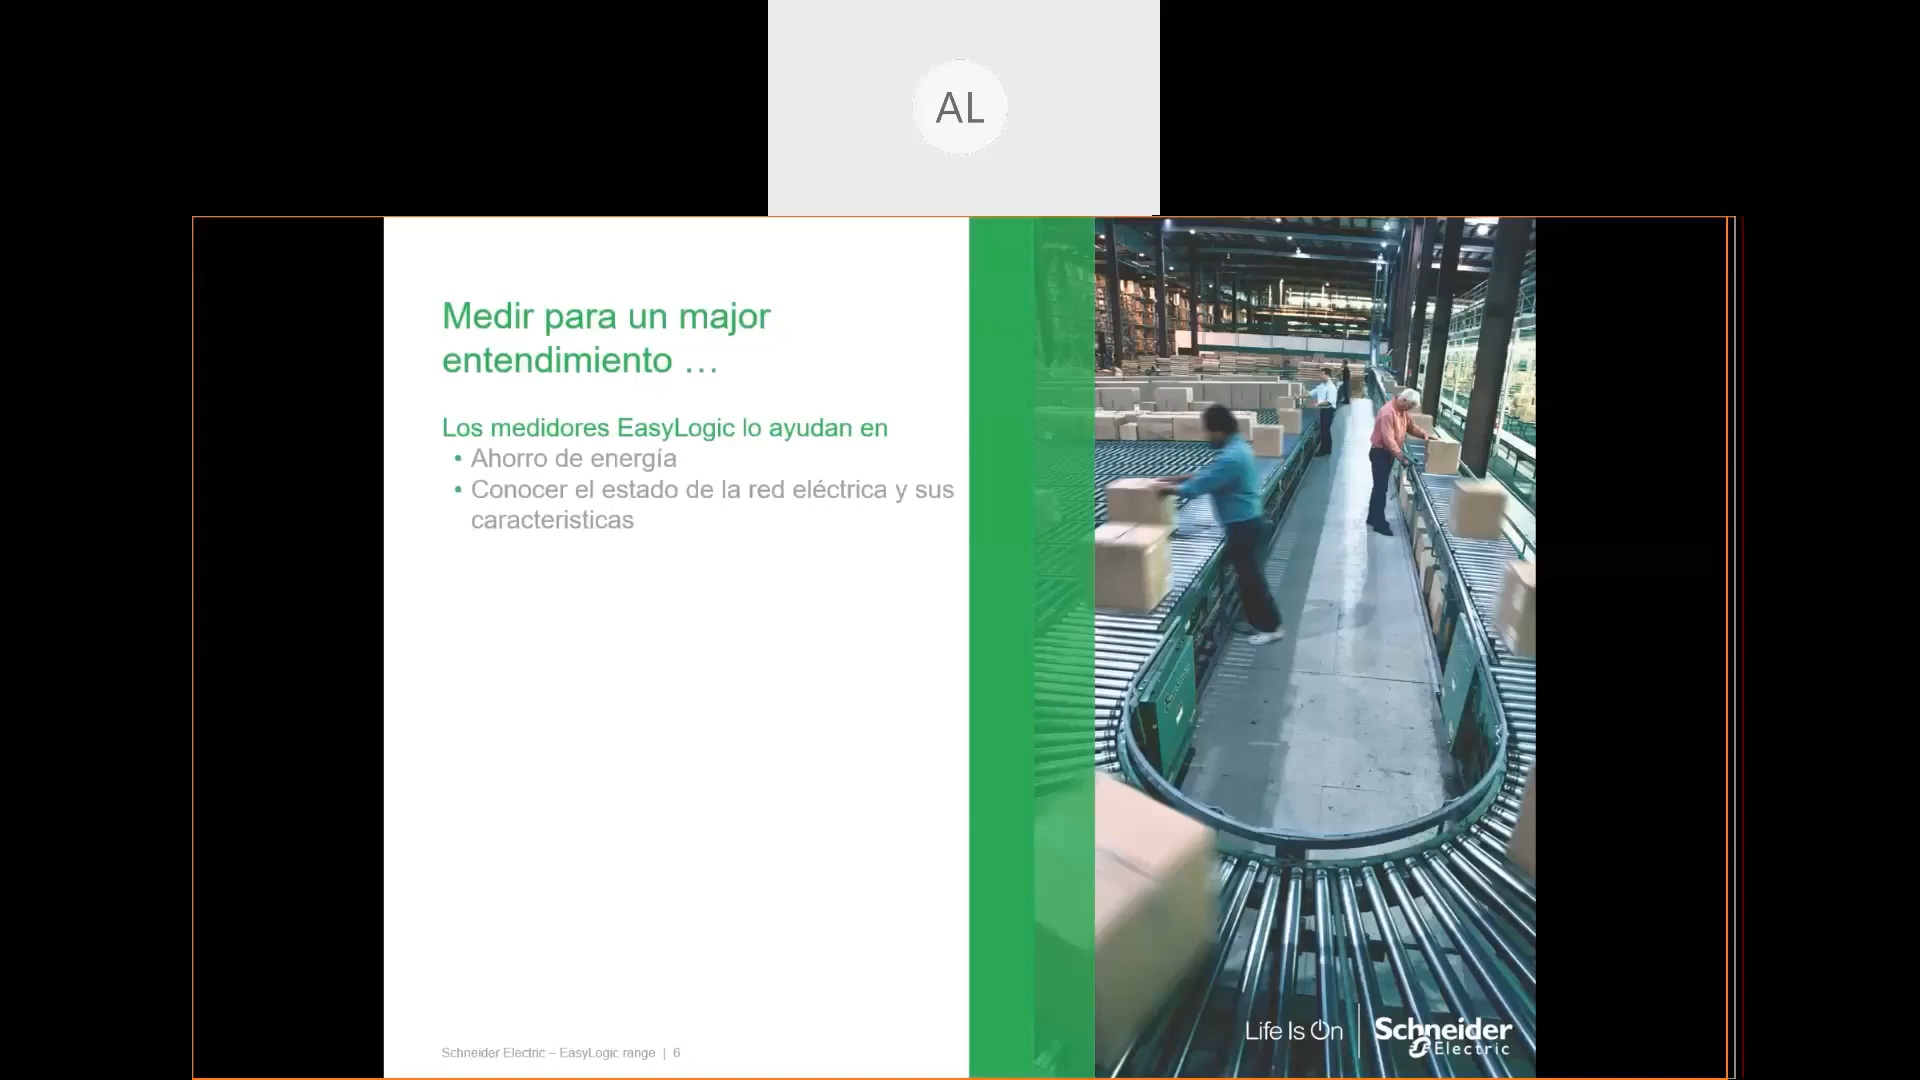 AL
Medir para un major
entendimiento …
Los medidores EasyLogic lo ayudan en
• Ahorro de energía
• Conocer el estado de la red eléctrica y sus
caracteristicas
Schneider Electric – EasyLogic range | 6
Life Is On | Schneider
Electric